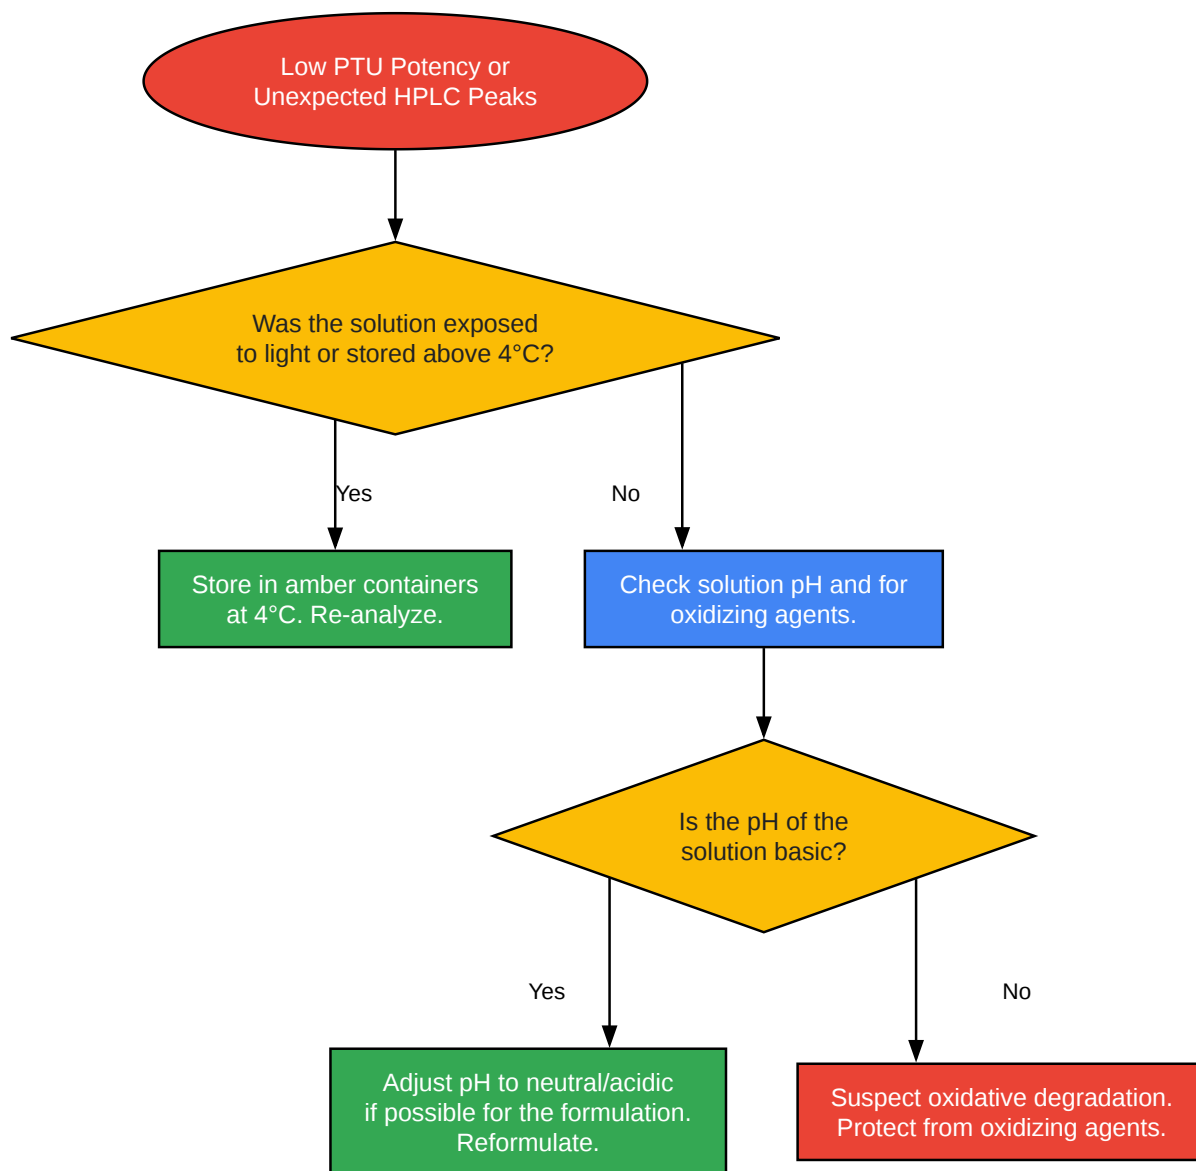 Low PTU Potency or
Unexpected HPLC Peaks
Was the solution exposed
to light or stored above 4°C?
Yes
No
Store in amber containers
at 4°C. Re-analyze.
Check solution pH and for
oxidizing agents.
Is the pH of the
solution basic?
Yes
No
Adjust pH to neutral/acidic
if possible for the formulation.
Reformulate.
Suspect oxidative degradation.
Protect from oxidizing agents.